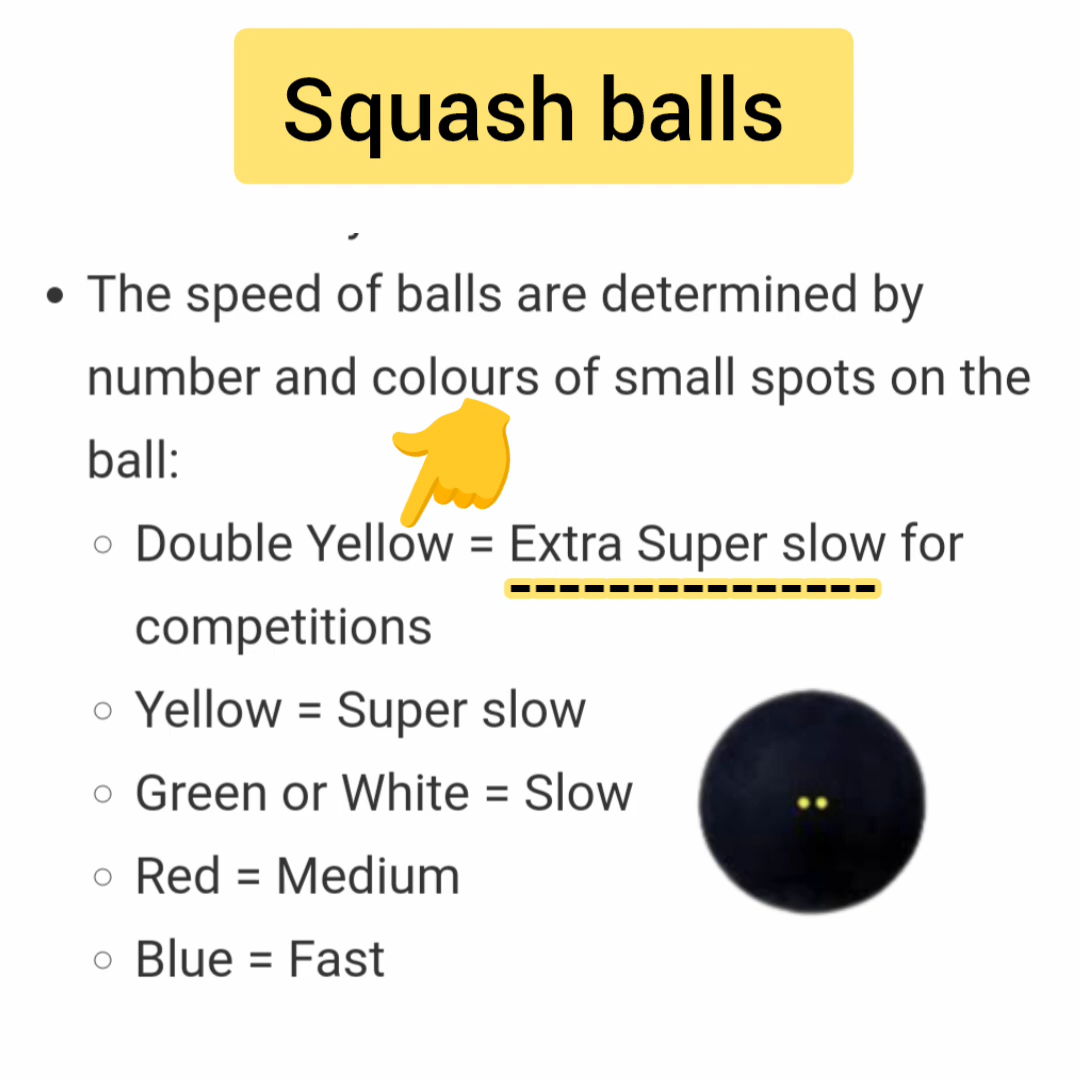 Squash balls
• The speed of balls are determined by
number and colours of small spots on the
ball:
○ Double Yellow = Extra Super slow for
competitions
○ Yellow = Super slow
○ Green or White = Slow
○ Red = Medium
○ Blue = Fast